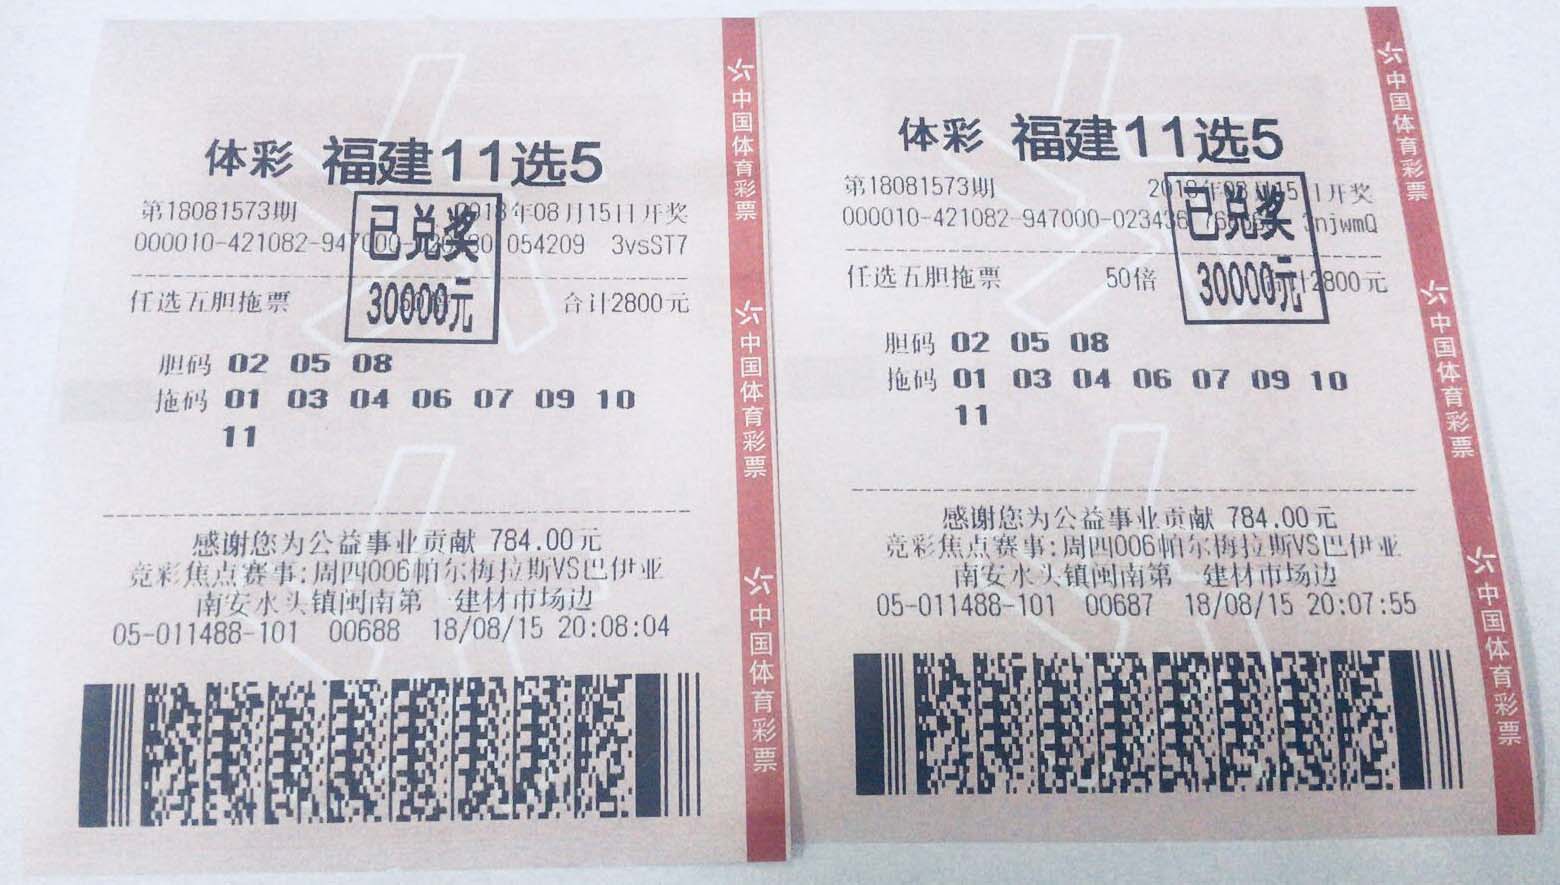 体彩 福建11选5
第18081573期 2018年08月15日开奖
000010-421082-947000- 054209 3vsST7
已兑奖
30000元
任选五胆拖票 合计2800元
胆码 02 05 08
拖码 01 03 04 06 07 09 10
11
感谢您为公益事业贡献 784.00元
竞彩焦点赛事:周四006帕尔梅拉斯VS巴伊亚
南安水头镇闽南第一建材市场边
05-011488-101 00688 18/08/15 20:08:04
中国体育彩票
中国体育彩票
中国体育彩票
体彩 福建11选5
第18081573期 2018年08月15日开奖
000010-421082-947000-023436 3njwmQ
已兑奖
30000元
任选五胆拖票 50倍 合计2800元
胆码 02 05 08
拖码 01 03 04 06 07 09 10
11
感谢您为公益事业贡献 784.00元
竞彩焦点赛事:周四006帕尔梅拉斯VS巴伊亚
南安水头镇闽南第一建材市场边
05-011488-101 00687 18/08/15 20:07:55
中国体育彩票
中国体育彩票
中国体育彩票